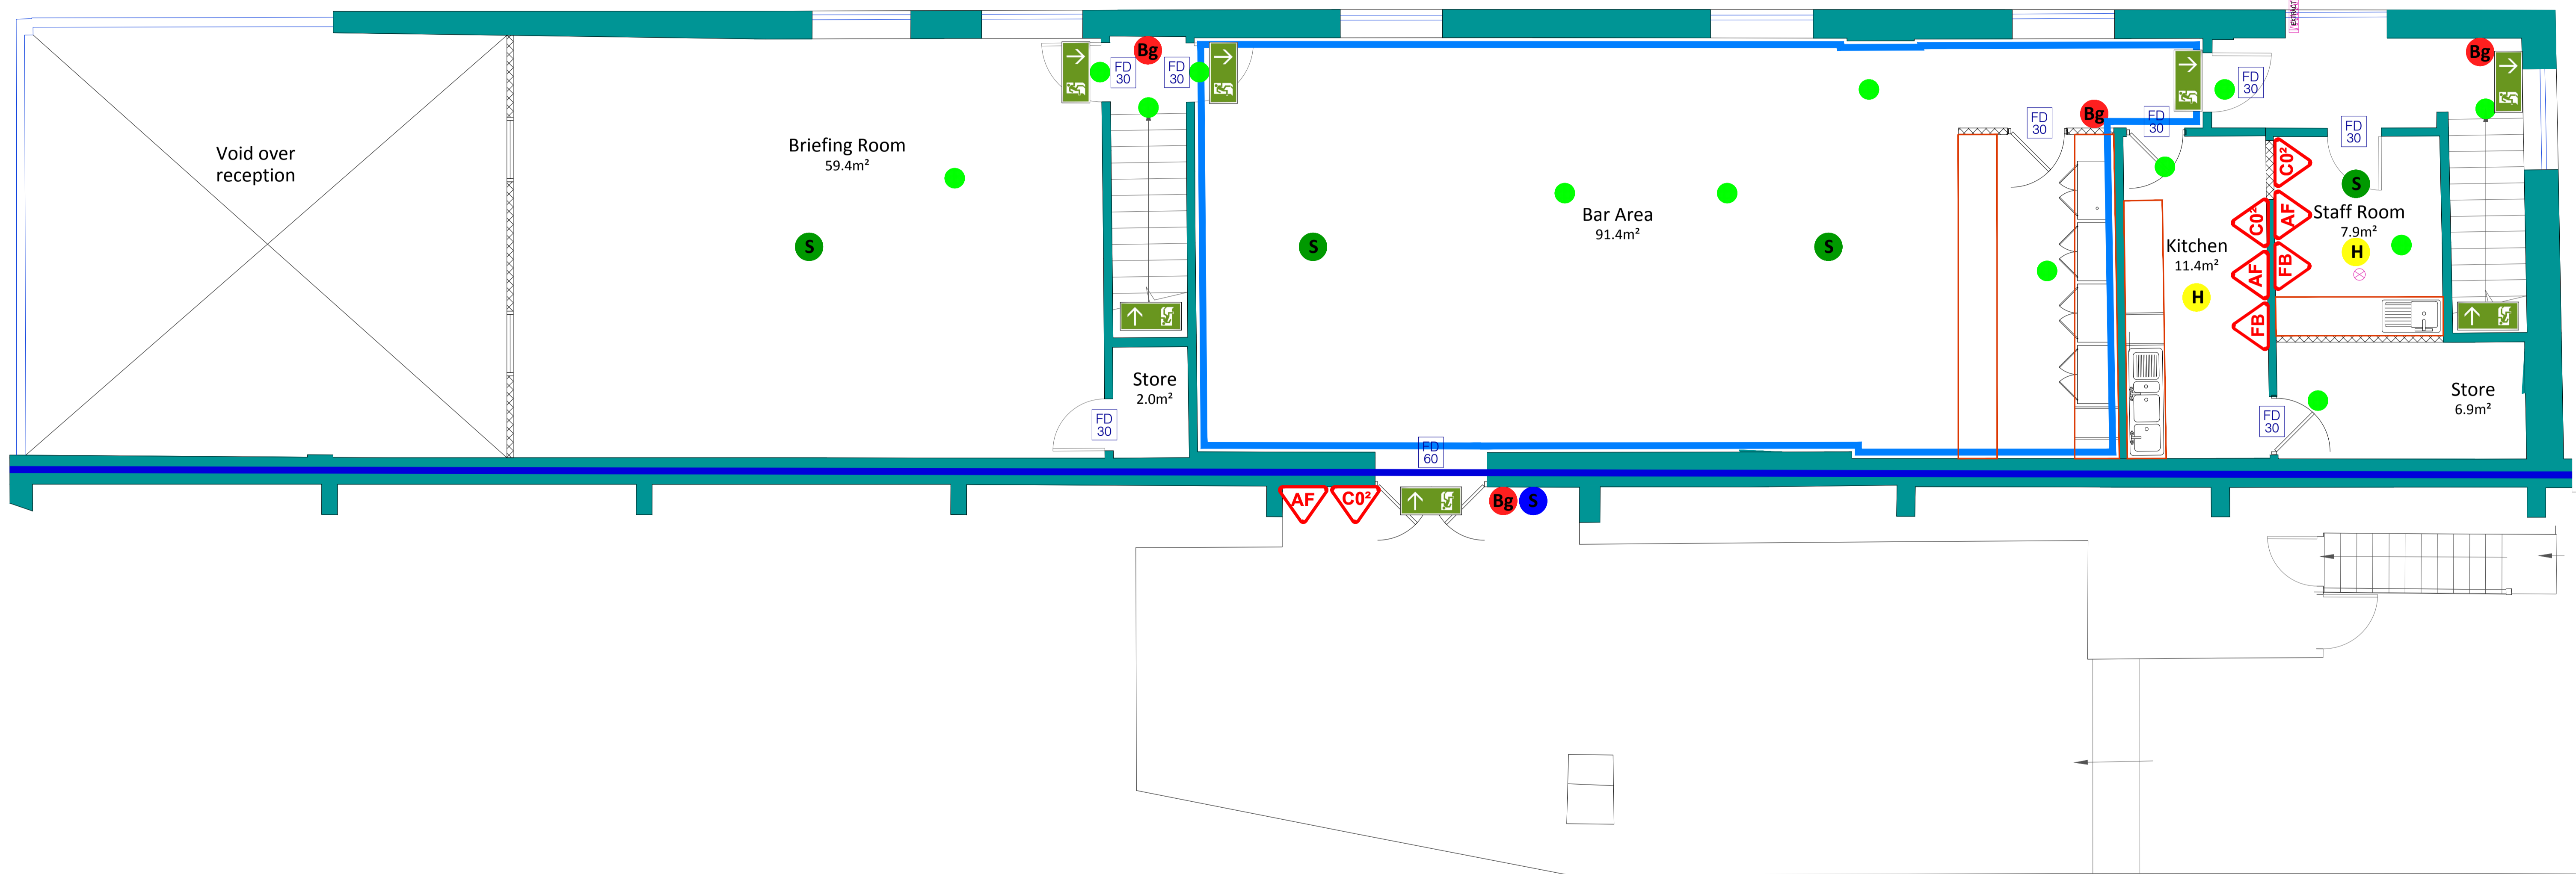 EXTRACT
Bg
Bg
FD
30
FD
30
FD
30
Bg
FD
30
FD
30
FD
30
Void over
reception
Briefing Room
59.4m²
Bar Area
91.4m²
C0²
S
AF
Staff Room
7.9m²
C0²
H
FB
S
S
S
Kitchen
11.4m²
AF
H
FB
Store
2.0m²
Store
6.9m²
FD
30
FD
30
FD
60
AF
C0²
Bg
S